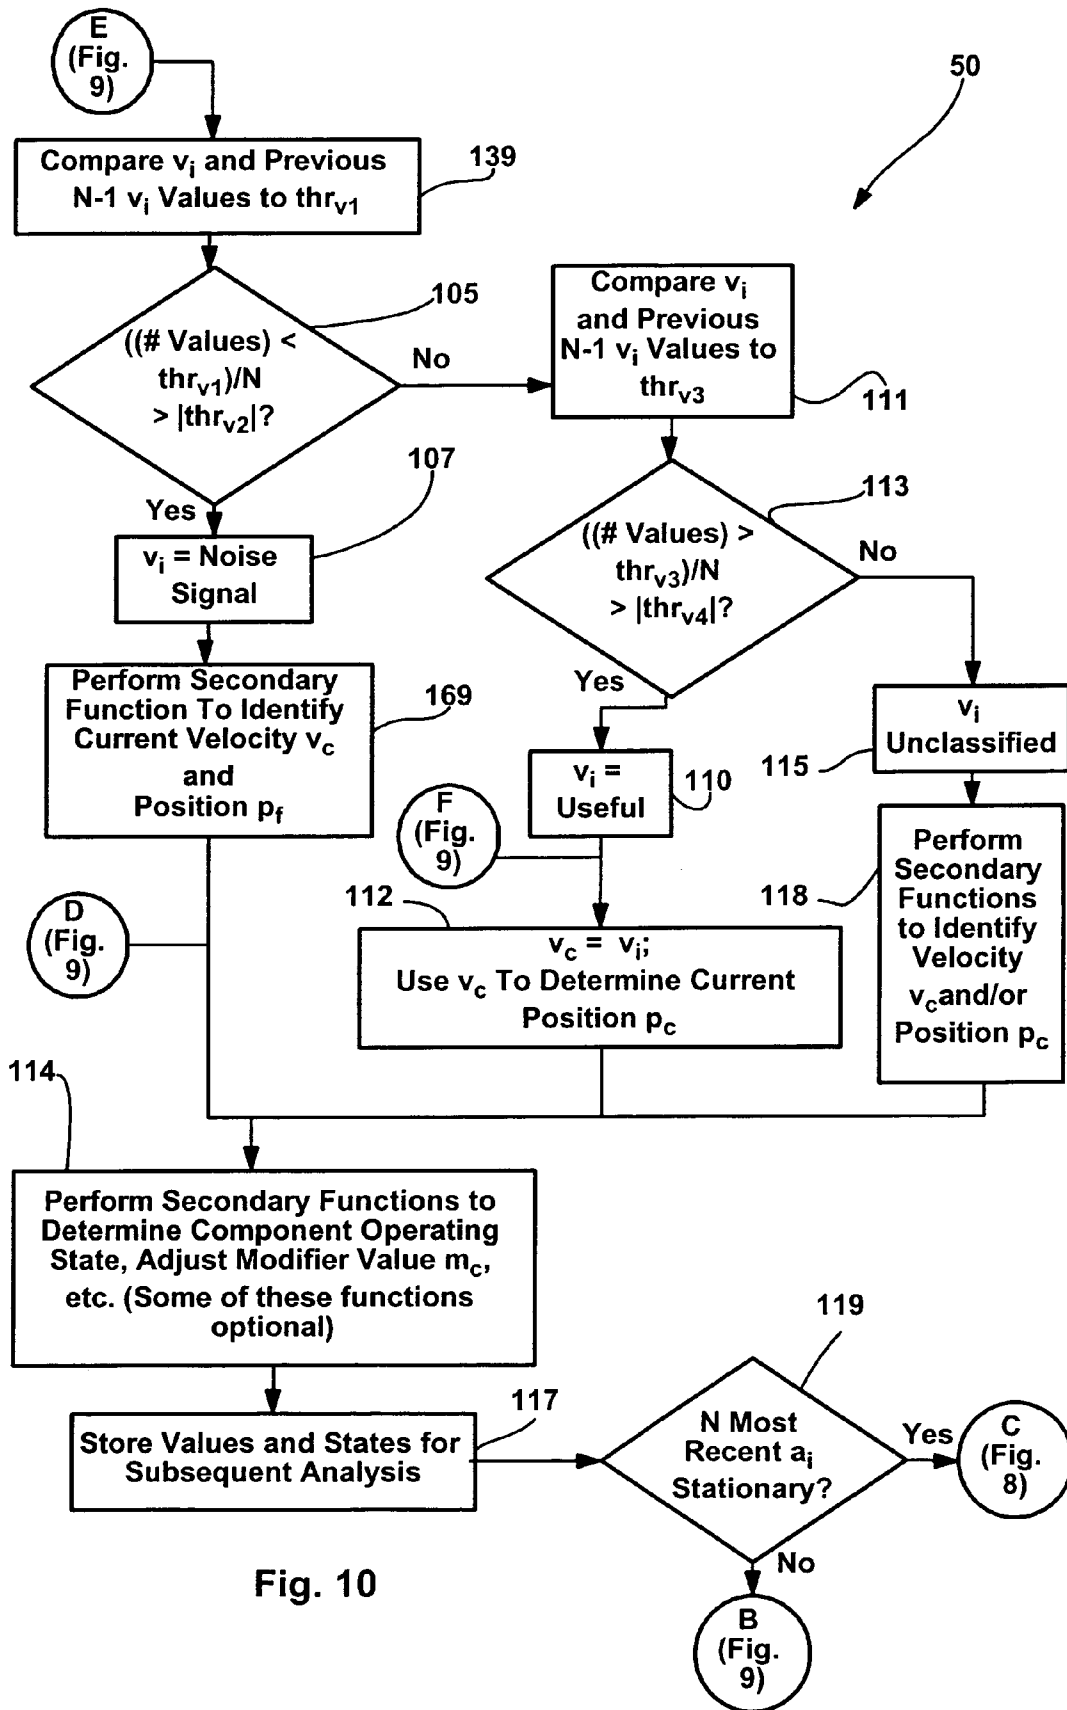 E
(Fig.
9)
50
Compare vi and Previous
N-1 vi Values to thrv1
139
((# Values) <
thrv1)/N
> |thrv2|?
105
No
Yes
Compare vi
and Previous
N-1 vi Values to
thrv3
111
107
vi = Noise
Signal
((# Values) >
thrv3)/N
> |thrv4|?
113
No
Yes
Perform Secondary
Function To Identify
Current Velocity vc
and
Position pf
169
vi =
Useful
110
vi
Unclassified
115
F
(Fig.
9)
D
(Fig.
9)
112
vc = vi;
Use vc To Determine Current
Position pc
Perform
Secondary
Functions
to Identify
Velocity
vcand/or
Position pc
118
114
Perform Secondary Functions to
Determine Component Operating
State, Adjust Modifier Value mc,
etc. (Some of these functions
optional)
Store Values and States for
Subsequent Analysis
117
119
N Most
Recent ai
Stationary?
Yes
C
(Fig.
8)
No
B
(Fig.
9)
Fig. 10